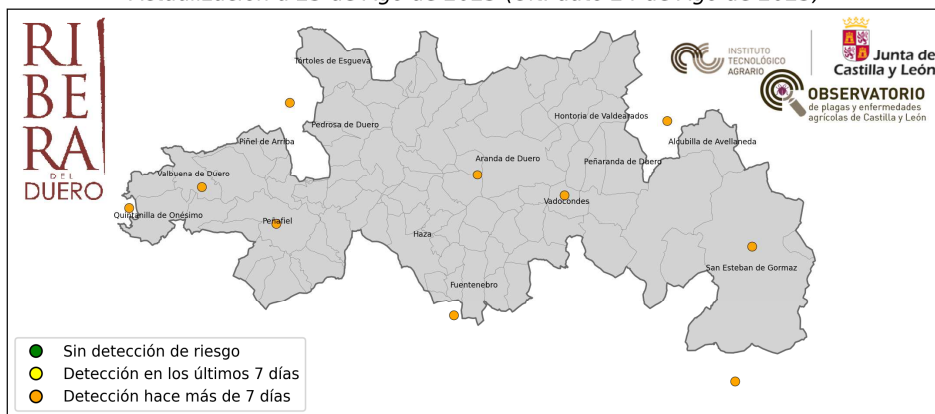 RI
BE
RA
DEL
DUERO
INSTITUTO
TECNOLÓGICO
AGRARIO
Junta de
Castilla y León
OBSERVATORIO
de plagas y enfermedades
agrícolas de Castilla y León
Tórtoles de Esgueva
Hontoria de Valdearados
Pedrosa de Duero
Piñel de Arriba
Alcubilla de Avellaneda
Aranda de Duero
Peñaranda de Duero
Valbuena de Duero
Vadocondes
Quintanilla de Onésimo
Peñafiel
Haza
San Esteban de Gormaz
Fuentenebro
Sin detección de riesgo
Detección en los últimos 7 días
Detección hace más de 7 días